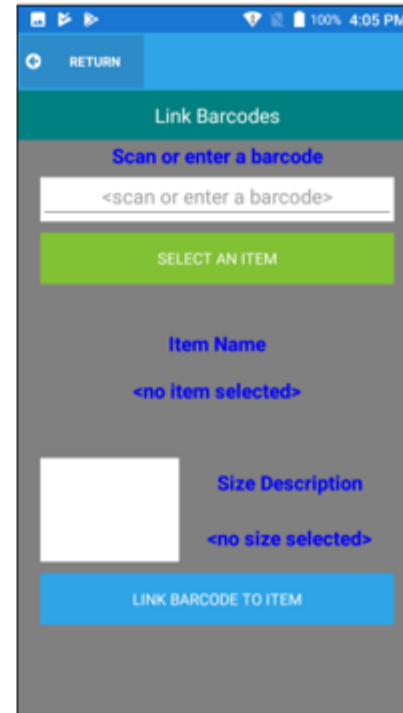 100% 4:05 PM
RETURN
Link Barcodes
Scan or enter a barcode
<scan or enter a barcode>
SELECT AN ITEM
Item Name
<no item selected>
Size Description
<no size selected>
LINK BARCODE TO ITEM